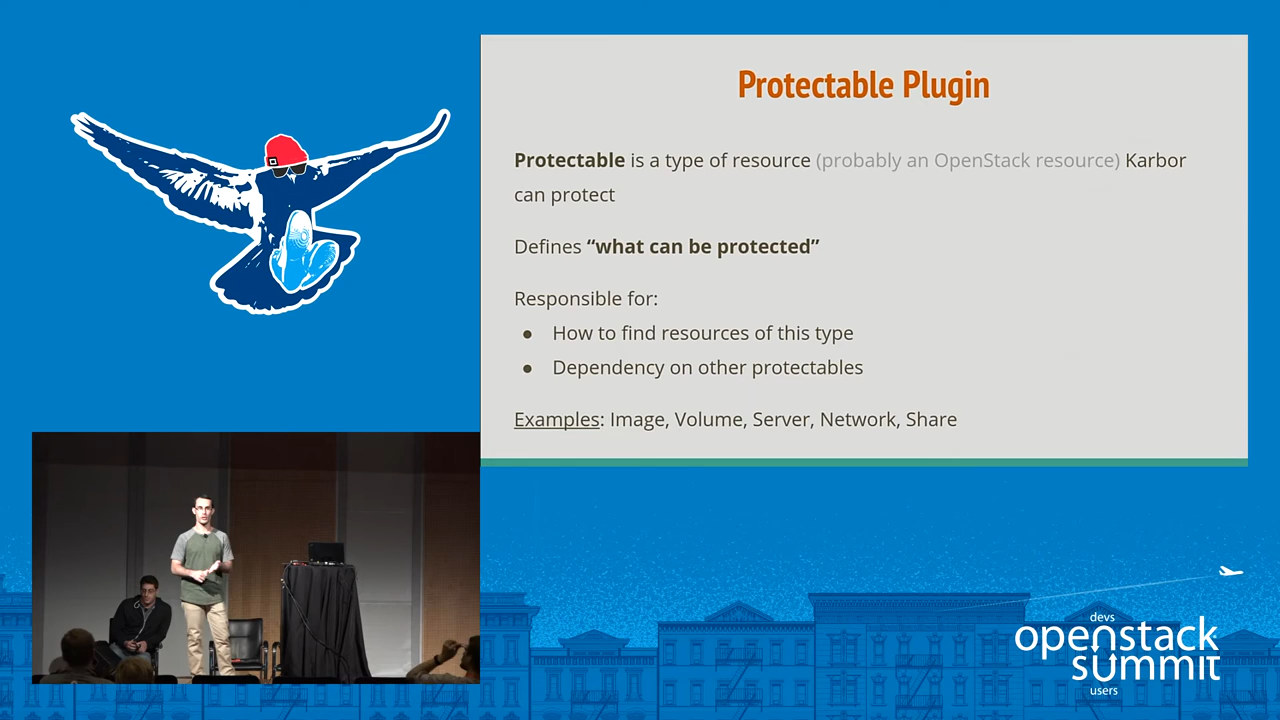 Protectable Plugin
Protectable is a type of resource (probably an OpenStack resource) Karbor
can protect
Defines “what can be protected”
Responsible for:
● How to find resources of this type
● Dependency on other protectables
Examples: Image, Volume, Server, Network, Share
devs
openstack
summit
users